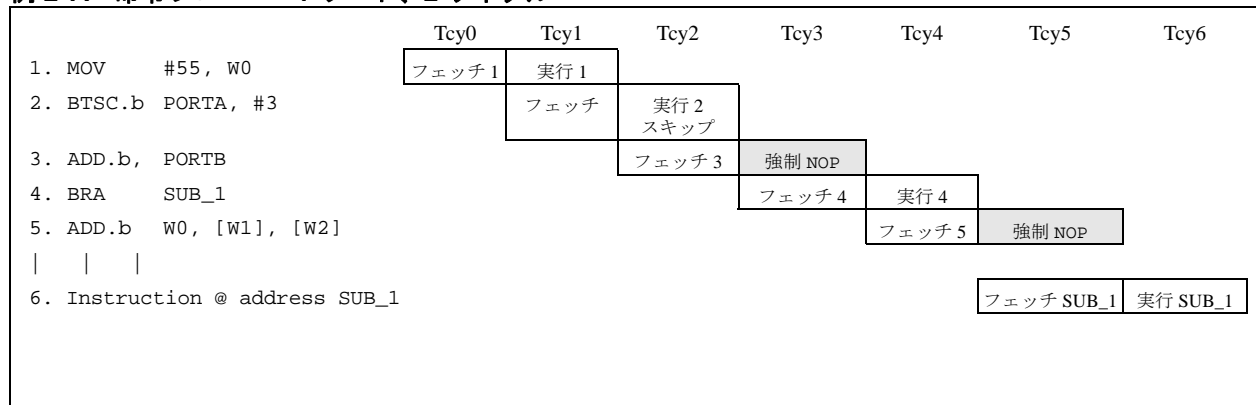 Tcy0 Tcy1 Tcy2 Tcy3 Tcy4 Tcy5 Tcy6
1. MOV #55, W0 フェッチ 1 実行 1
2. BTSC.b PORTA, #3 フェッチ 実行 2
スキップ
3. ADD.b, PORTB フェッチ 3 強制 NOP
4. BRA SUB_1 フェッチ 4 実行 4
5. ADD.b W0, [W1], [W2] フェッチ 5 強制 NOP
| | |
6. Instruction @ address SUB_1 フェッチ SUB_1 実行 SUB_1